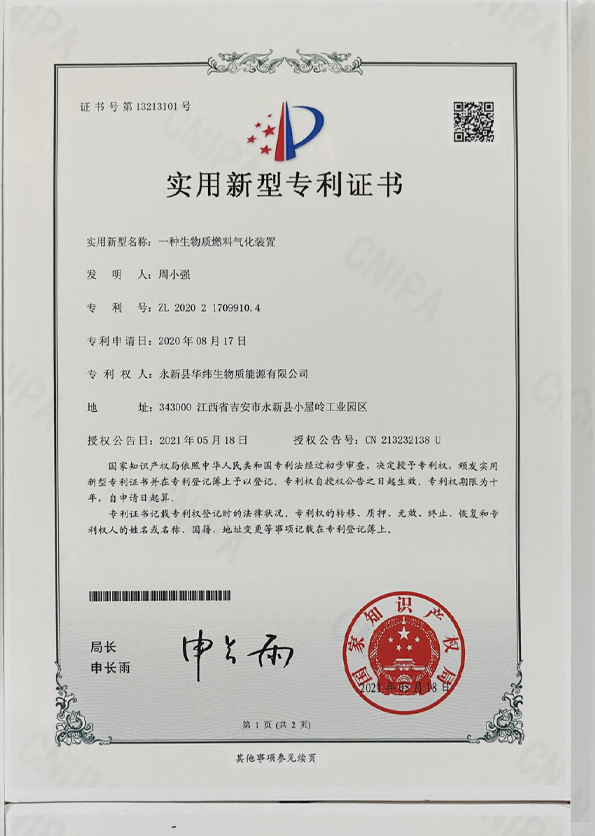 证书号第13213101号
实用新型专利证书
实用新型名称：一种生物质燃料气化装置
发明人：周小强
专利号：ZL 2020 2 1709910.4
专利申请日：2020年08月17日
专利权人：永新县华纬生物质能源有限公司
地址：343000 江西省吉安市永新县小屋岭工业园区
授权公告日：2021年05月18日 授权公告号：CN 213232138 U
国家知识产权局依照中华人民共和国专利法经过初步审查，决定授予专利权，颁发实用
新型专利证书并在专利登记簿上予以登记。专利权自授权公告之日起生效。专利权期限为十
年，自申请日起算。
专利证书记载专利权登记时的法律状况。专利权的转移、质押、无效、终止、恢复和专
利权人的姓名或名称、国籍、地址变更等事项记载在专利登记簿上。
局长
申长雨
申长雨
国家知识产权局
2021年05月18日
第 1 页 (共 2 页)
其他事项参见续页
CNIPA